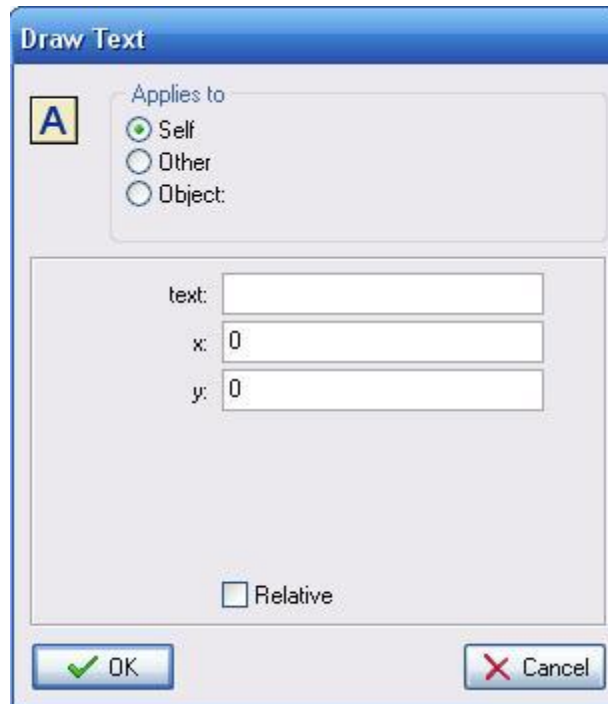 Draw Text
A
Applies to
Self
Other
Object:
text:
x: 0
y: 0
Relative
OK
Cancel